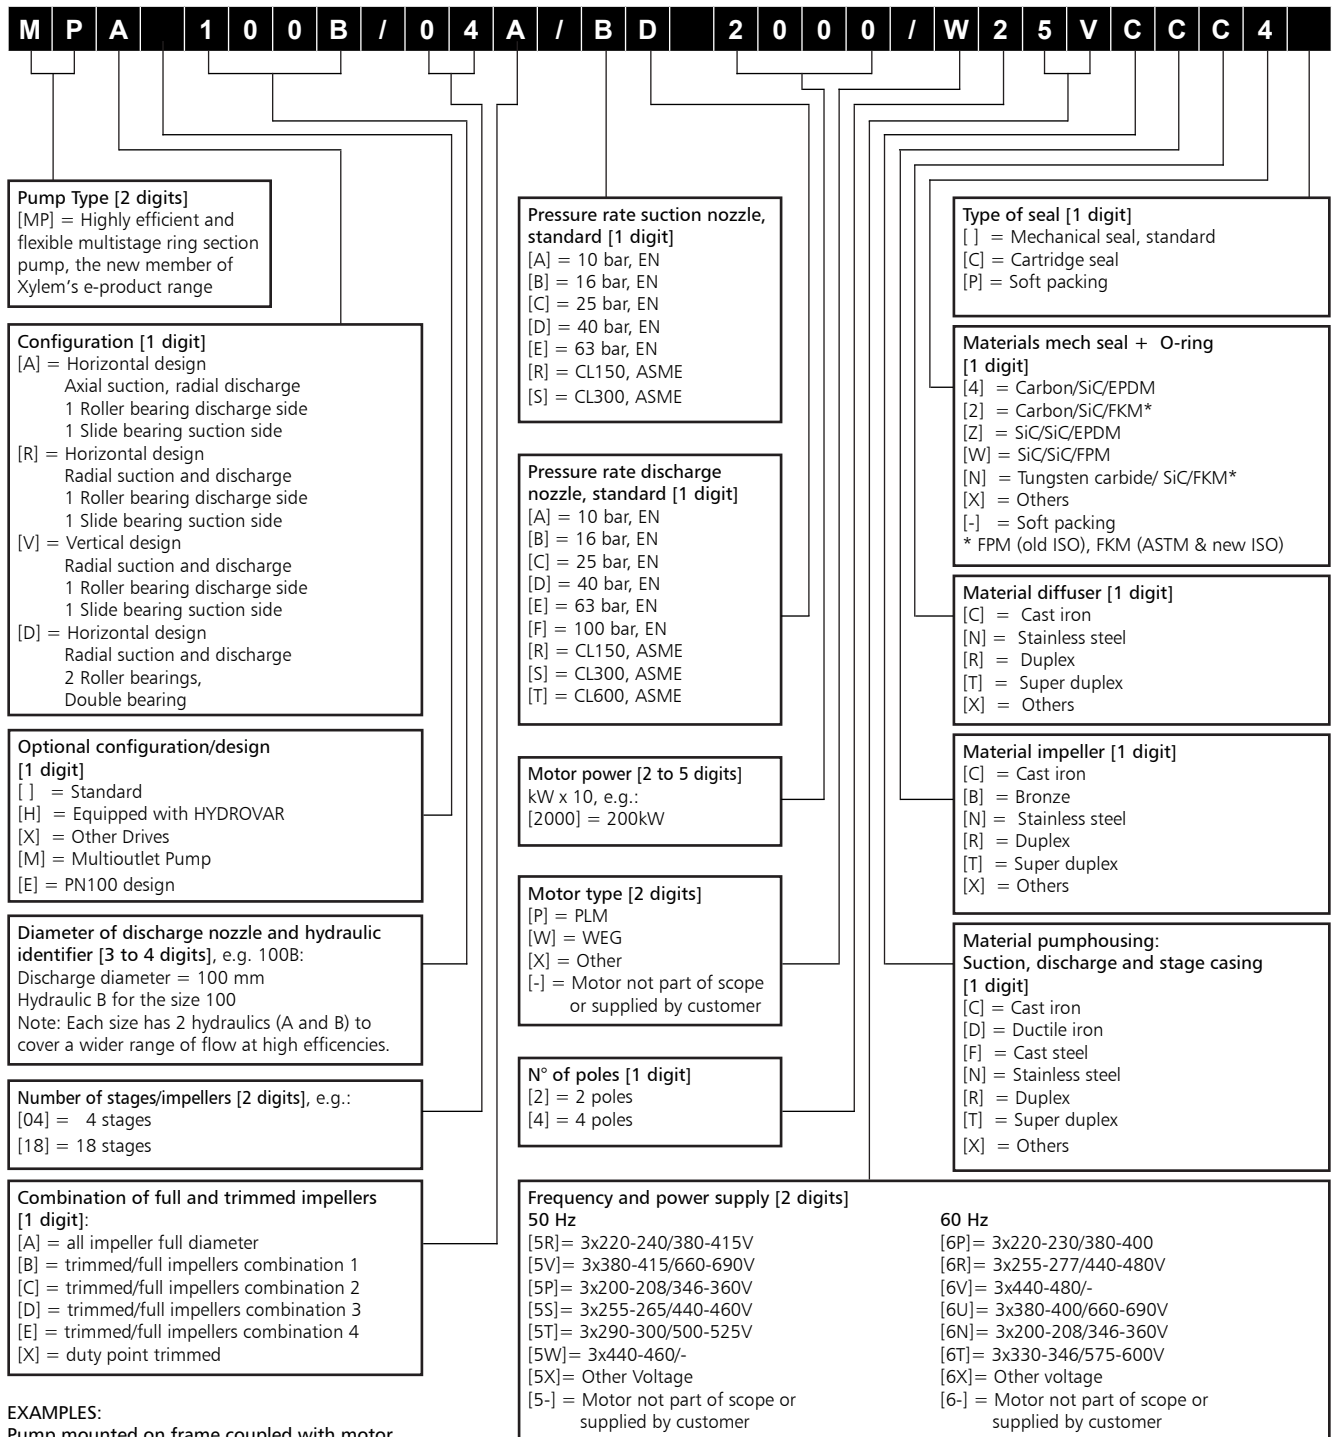 M P A 1 0 0 B / 0 4 A / B D 2 0 0 0 / W 2 5 V C C C 4
Pump Type [2 digits]
[MP] = Highly efficient and
flexible multistage ring section
pump, the new member of
Xylem's e-product range
Configuration [1 digit]
[A] = Horizontal design
Axial suction, radial discharge
1 Roller bearing discharge side
1 Slide bearing suction side
[R] = Horizontal design
Radial suction and discharge
1 Roller bearing discharge side
1 Slide bearing suction side
[V] = Vertical design
Radial suction and discharge
1 Roller bearing discharge side
1 Slide bearing suction side
[D] = Horizontal design
Radial suction and discharge
2 Roller bearings,
Double bearing
Optional configuration/design
[1 digit]
[ ] = Standard
[H] = Equipped with HYDROVAR
[X] = Other Drives
[M] = Multioutlet Pump
[E] = PN100 design
Diameter of discharge nozzle and hydraulic
identifier [3 to 4 digits], e.g. 100B:
Discharge diameter = 100 mm
Hydraulic B for the size 100
Note: Each size has 2 hydraulics (A and B) to
cover a wider range of flow at high efficencies.
Number of stages/impellers [2 digits], e.g.:
[04] = 4 stages
[18] = 18 stages
Combination of full and trimmed impellers
[1 digit]:
[A] = all impeller full diameter
[B] = trimmed/full impellers combination 1
[C] = trimmed/full impellers combination 2
[D] = trimmed/full impellers combination 3
[E] = trimmed/full impellers combination 4
[X] = duty point trimmed
EXAMPLES:
Pump mounted on frame coupled with motor
Pressure rate suction nozzle,
standard [1 digit]
[A] = 10 bar, EN
[B] = 16 bar, EN
[C] = 25 bar, EN
[D] = 40 bar, EN
[E] = 63 bar, EN
[R] = CL150, ASME
[S] = CL300, ASME
Pressure rate discharge
nozzle, standard [1 digit]
[A] = 10 bar, EN
[B] = 16 bar, EN
[C] = 25 bar, EN
[D] = 40 bar, EN
[E] = 63 bar, EN
[F] = 100 bar, EN
[R] = CL150, ASME
[S] = CL300, ASME
[T] = CL600, ASME
Motor power [2 to 5 digits]
kW x 10, e.g.:
[2000] = 200kW
Motor type [2 digits]
[P] = PLM
[W] = WEG
[X] = Other
[-] = Motor not part of scope
or supplied by customer
N° of poles [1 digit]
[2] = 2 poles
[4] = 4 poles
Type of seal [1 digit]
[ ] = Mechanical seal, standard
[C] = Cartridge seal
[P] = Soft packing
Materials mech seal + O-ring
[1 digit]
[4] = Carbon/SiC/EPDM
[2] = Carbon/SiC/FKM*
[Z] = SiC/SiC/EPDM
[W] = SiC/SiC/FPM
[N] = Tungsten carbide/ SiC/FKM*
[X] = Others
[-] = Soft packing
* FPM (old ISO), FKM (ASTM & new ISO)
Material diffuser [1 digit]
[C] = Cast iron
[N] = Stainless steel
[R] = Duplex
[T] = Super duplex
[X] = Others
Material impeller [1 digit]
[C] = Cast iron
[B] = Bronze
[N] = Stainless steel
[R] = Duplex
[T] = Super duplex
[X] = Others
Material pumphousing:
Suction, discharge and stage casing
[1 digit]
[C] = Cast iron
[D] = Ductile iron
[F] = Cast steel
[N] = Stainless steel
[R] = Duplex
[T] = Super duplex
[X] = Others
Frequency and power supply [2 digits]
50 Hz
[5R]= 3x220-240/380-415V
[5V]= 3x380-415/660-690V
[5P]= 3x200-208/346-360V
[5S]= 3x255-265/440-460V
[5T]= 3x290-300/500-525V
[5W]= 3x440-460/-
[5X]= Other Voltage
[5-] = Motor not part of scope or
supplied by customer
60 Hz
[6P]= 3x220-230/380-400
[6R]= 3x255-277/440-480V
[6V]= 3x440-480/-
[6U]= 3x380-400/660-690V
[6N]= 3x200-208/346-360V
[6T]= 3x330-346/575-600V
[6X]= Other voltage
[6-] = Motor not part of scope or
supplied by customer